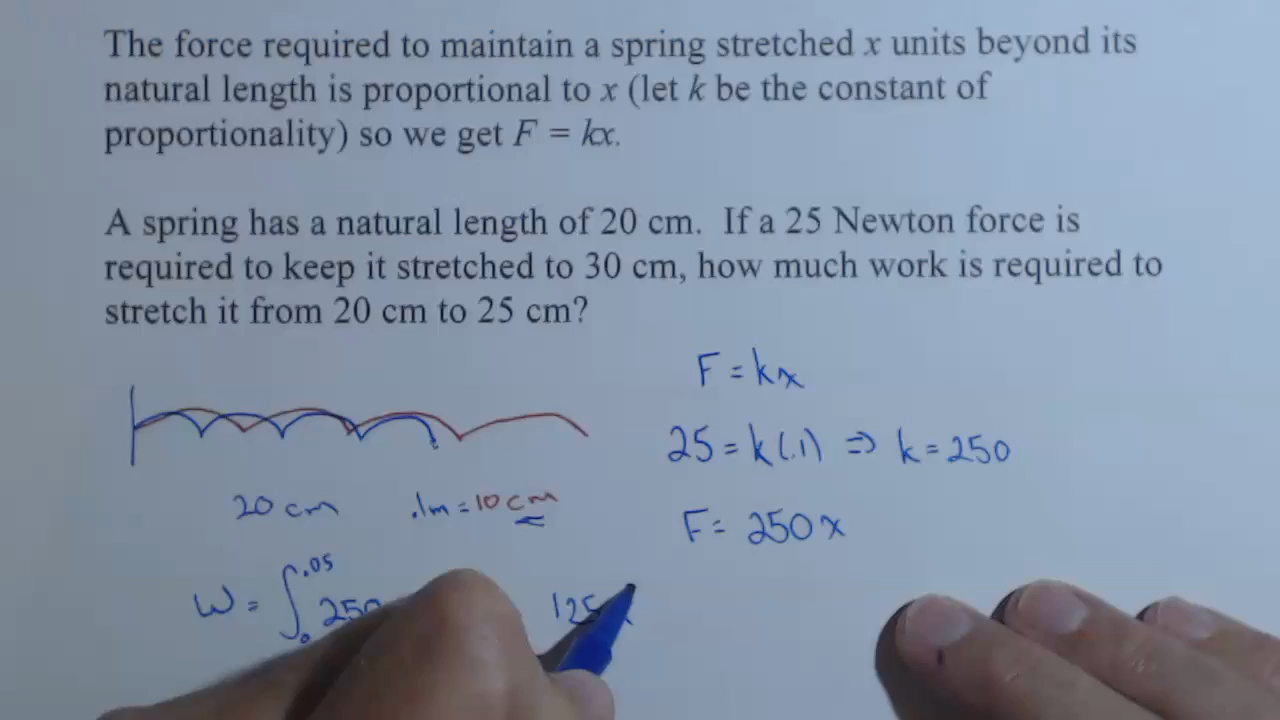 The force required to maintain a spring stretched x units beyond its
natural length is proportional to x (let k be the constant of
proportionality) so we get F = kx.
A spring has a natural length of 20 cm. If a 25 Newton force is
required to keep it stretched to 30 cm, how much work is required to
stretch it from 20 cm to 25 cm?
F = kx
25 = k(.1) ⇒ k = 250
20 cm .1m = 10 cm
F = 250x
W = ∫₀^.05 250 125